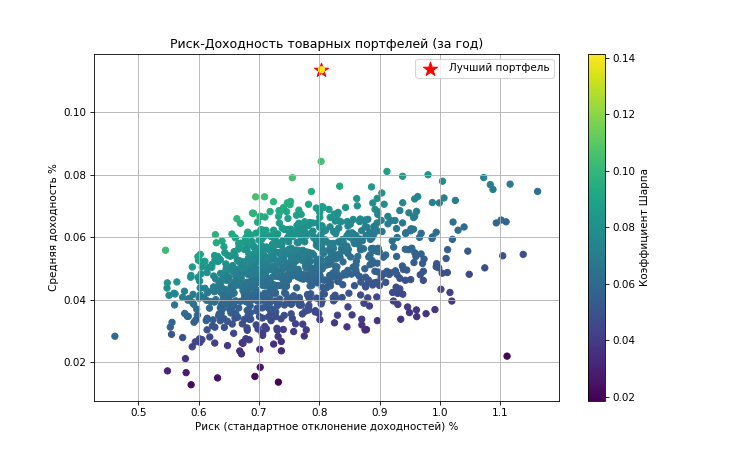 Риск-Доходность товарных портфелей (за год)
Лучший портфель
Средняя доходность %
0.10
0.08
0.06
0.04
0.02
0.5 0.6 0.7 0.8 0.9 1.0 1.1
Риск (стандартное отклонение доходностей) %
0.14
0.12
0.10
0.08
0.06
0.04
0.02
Коэффициент Шарпа